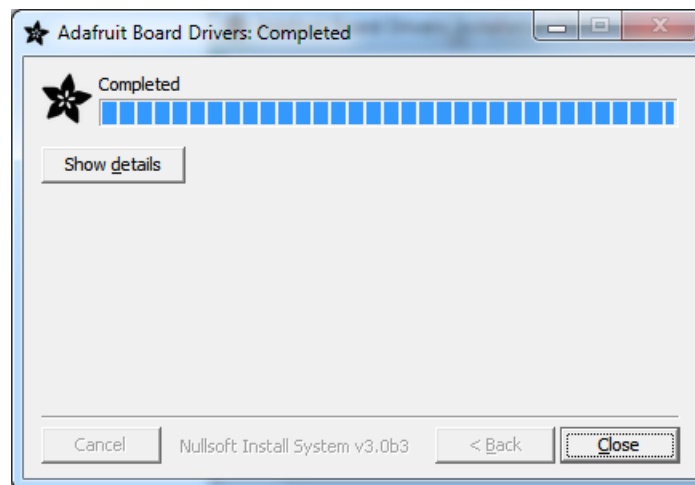 Adafruit Board Drivers: Completed
Completed
Show details
Cancel
Nullsoft Install System v3.0b3
< Back
Close